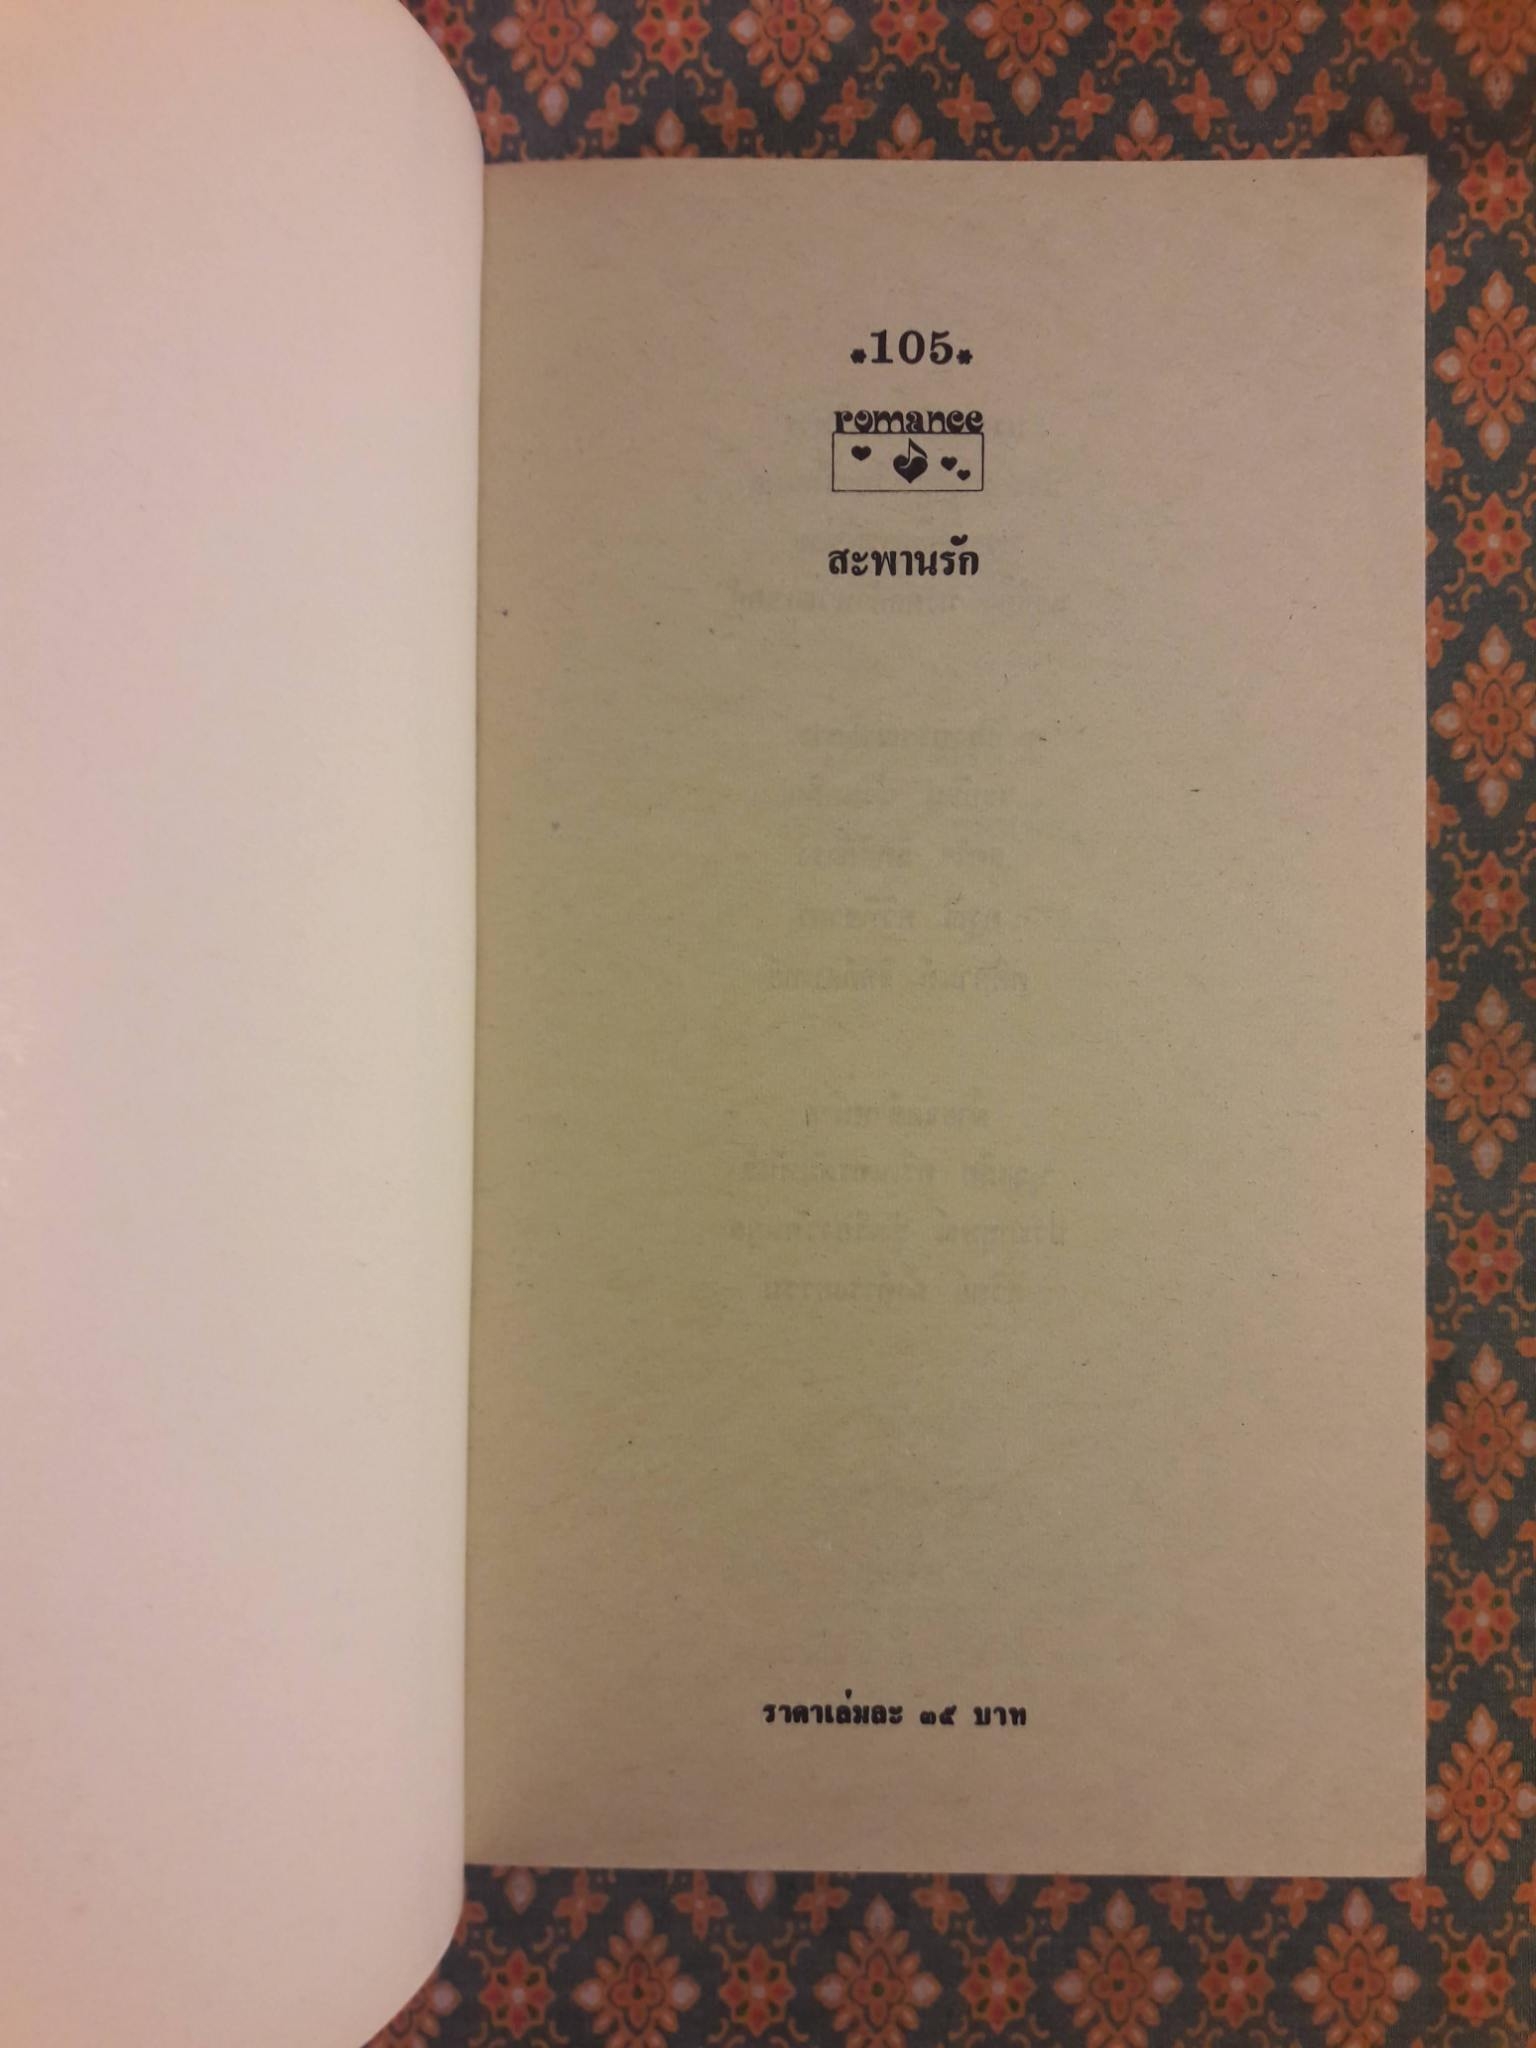 *105*
romance
สะพานรัก
ราคาเล่มละ ๓๕ บาท